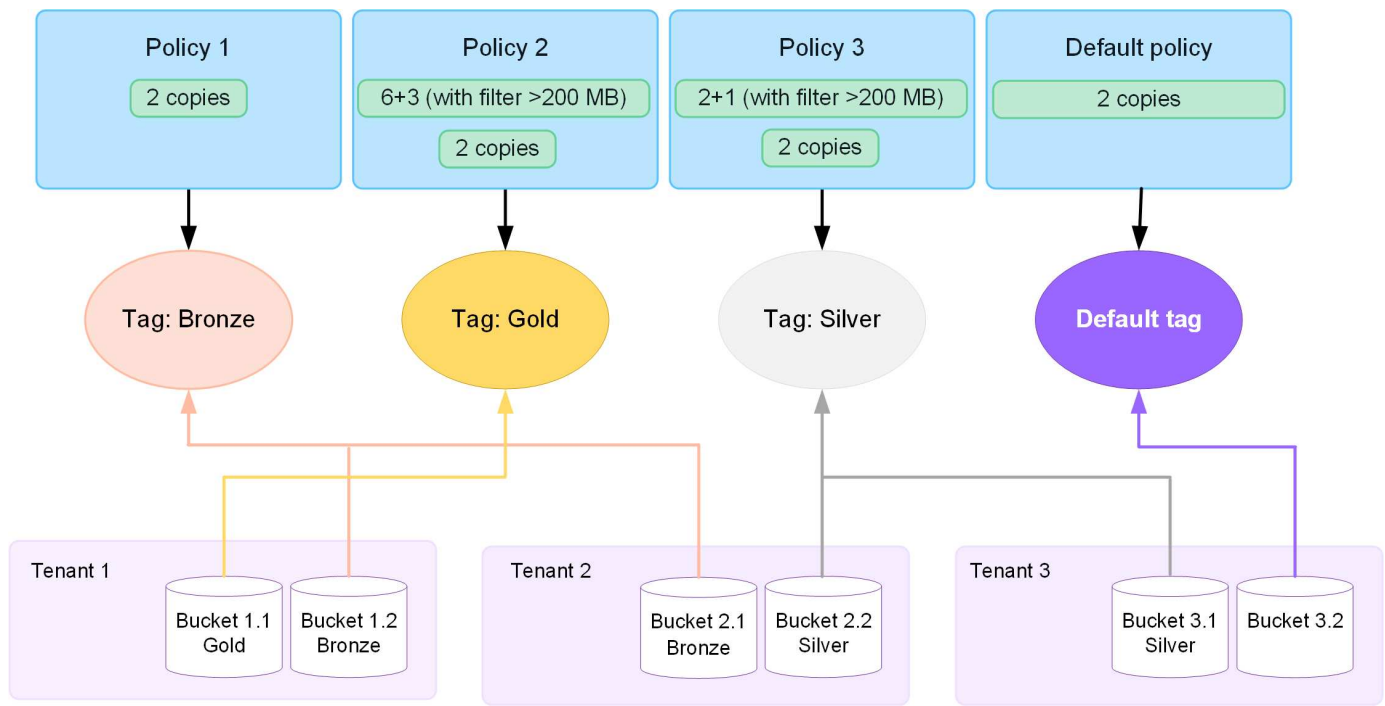 Policy 1
2 copies
Policy 2
6+3 (with filter >200 MB)
2 copies
Policy 3
2+1 (with filter >200 MB)
2 copies
Default policy
2 copies
Tag: Bronze
Tag: Gold
Tag: Silver
Default tag
Tenant 1
Bucket 1.1
Gold
Bucket 1.2
Bronze
Tenant 2
Bucket 2.1
Bronze
Bucket 2.2
Silver
Tenant 3
Bucket 3.1
Silver
Bucket 3.2